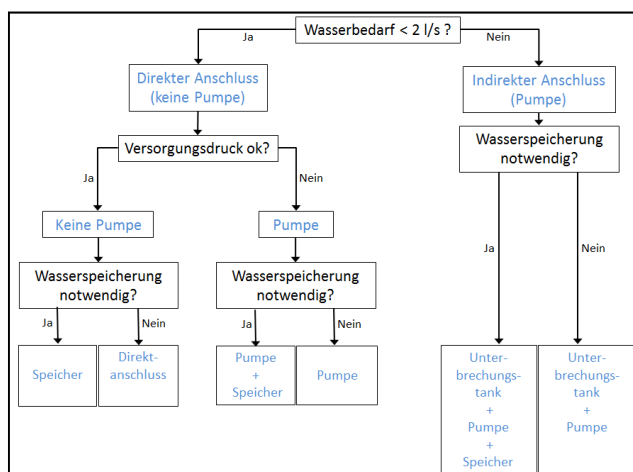 Wasserbedarf < 2 l/s ?
Ja
Nein
Direkter Anschluss
(keine Pumpe)
Indirekter Anschluss
(Pumpe)
Versorgungsdruck ok?
Wasserspeicherung
notwendig?
Ja
Nein
Keine Pumpe
Pumpe
Ja
Nein
Wasserspeicherung
notwendig?
Wasserspeicherung
notwendig?
Ja
Nein
Ja
Nein
Speicher
Direkt-
anschluss
Pumpe
+
Speicher
Pumpe
Unter-
brechungs-
tank
+
Pumpe
+
Speicher
Unter-
brechungs-
tank
+
Pumpe